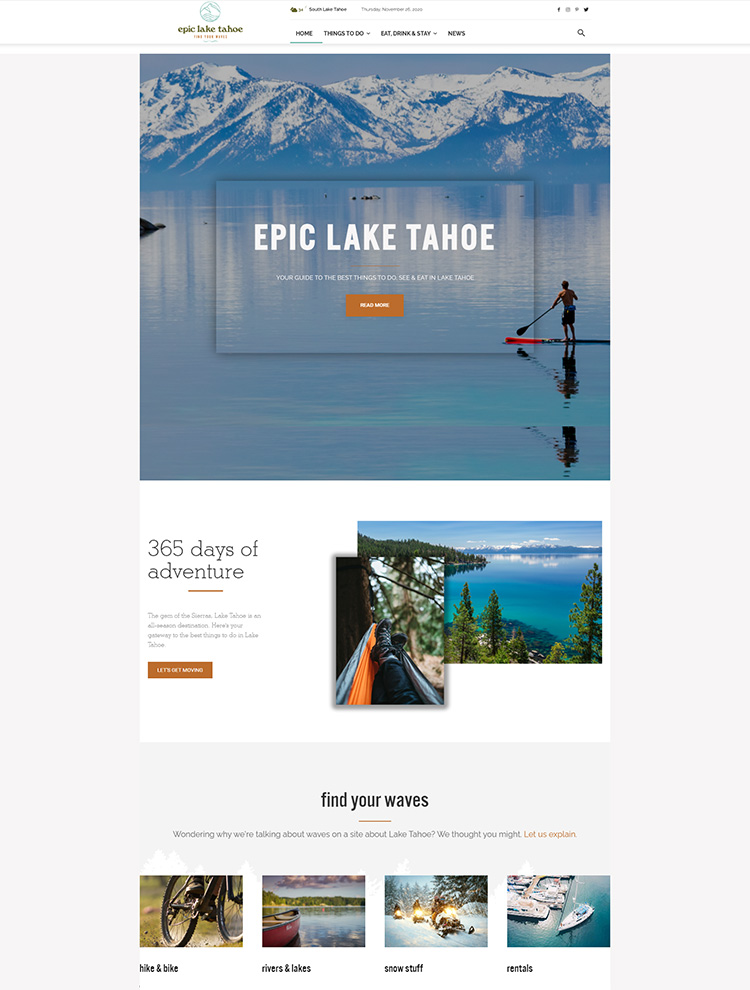 34° South Lake Tahoe Thursday, November 26, 2020
epic lake tahoe
FIND YOUR WAVES
HOME THINGS TO DO EAT, DRINK & STAY NEWS
EPIC LAKE TAHOE
YOUR GUIDE TO THE BEST THINGS TO DO, SEE & EAT IN LAKE TAHOE.
READ MORE
365 days of
adventure
The gem of the Sierras, Lake Tahoe is an
all-season destination. Here's your
gateway to the best things to do in Lake
Tahoe.
LET'S GET MOVING
find your waves
Wondering why we're talking about waves on a site about Lake Tahoe? We thought you might. Let us explain.
hike & bike
rivers & lakes
snow stuff
rentals